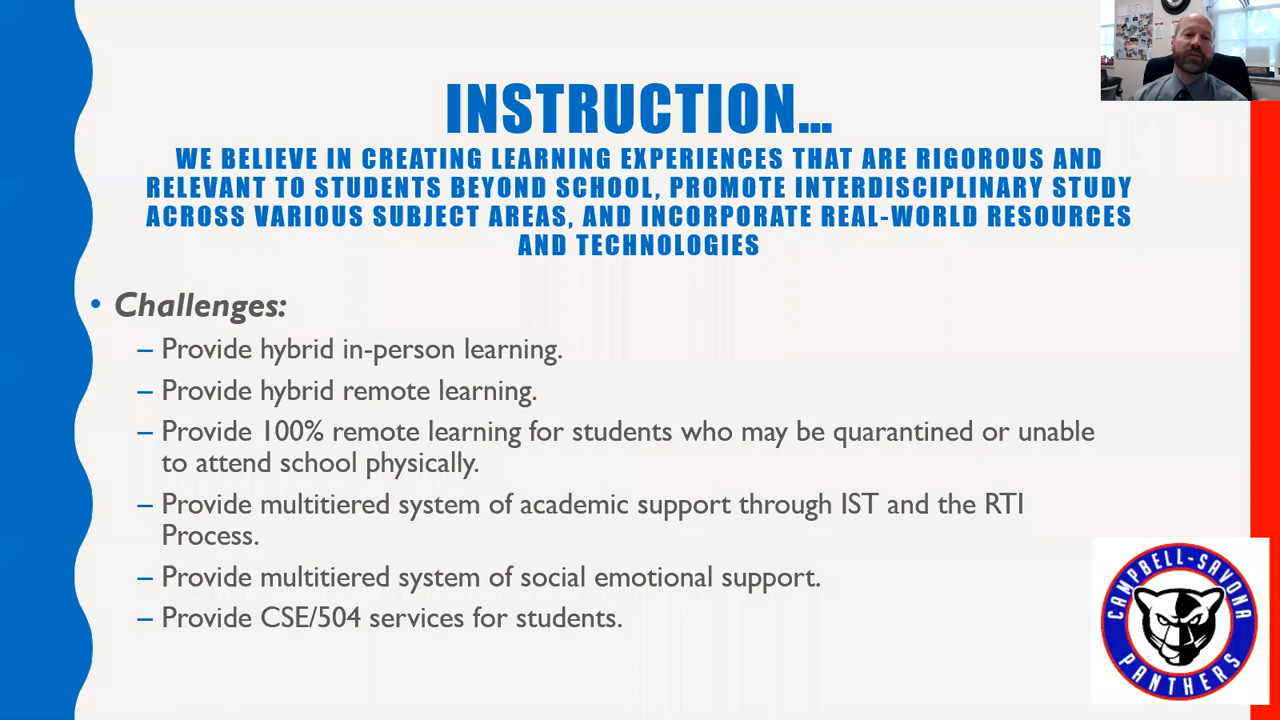 INSTRUCTION...
WE BELIEVE IN CREATING LEARNING EXPERIENCES THAT ARE RIGOROUS AND
RELEVANT TO STUDENTS BEYOND SCHOOL, PROMOTE INTERDISCIPLINARY STUDY
ACROSS VARIOUS SUBJECT AREAS, AND INCORPORATE REAL-WORLD RESOURCES
AND TECHNOLOGIES
• Challenges:
– Provide hybrid in-person learning.
– Provide hybrid remote learning.
– Provide 100% remote learning for students who may be quarantined or unable
to attend school physically.
– Provide multitiered system of academic support through IST and the RTI
Process.
– Provide multitiered system of social emotional support.
– Provide CSE/504 services for students.
CAMPBELL-SAVONA
PANTHERS